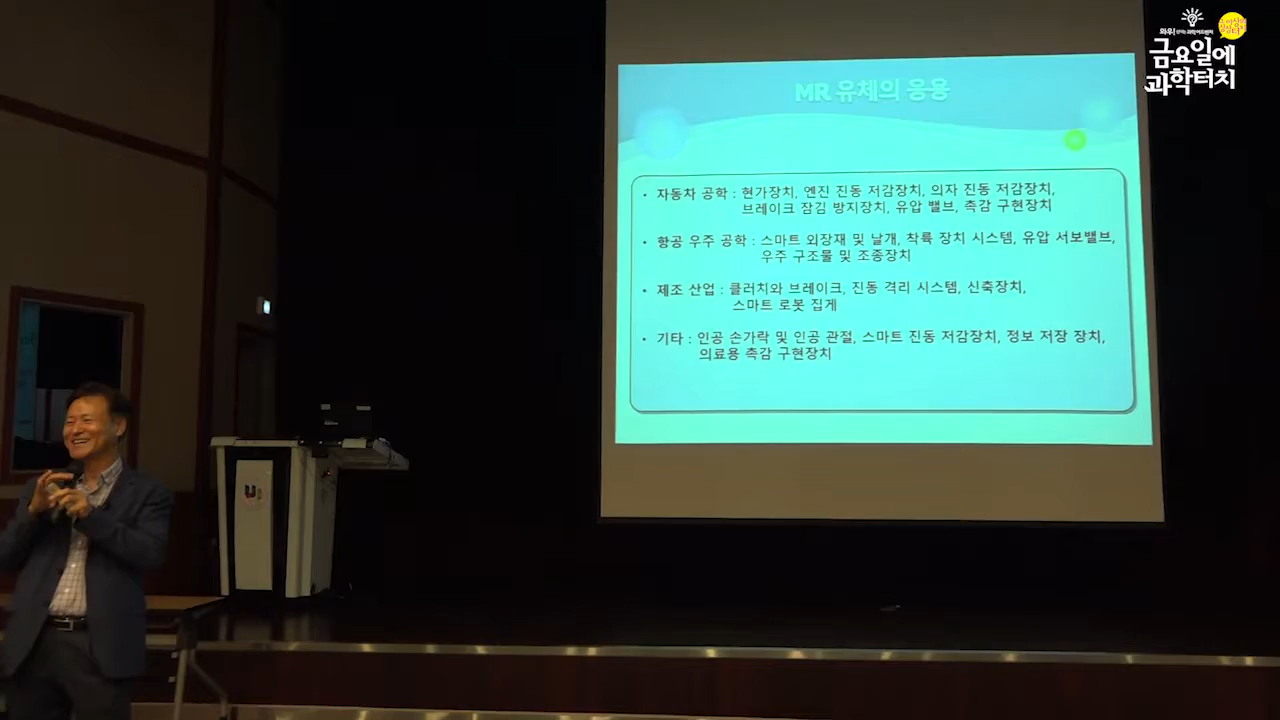 와우!
금요일에
과학터치
MR 유체의 응용
• 자동차 공학 : 현가장치, 엔진 진동 저감장치, 의자 진동 저감장치,
브레이크 잠김 방지장치, 유압 밸브, 촉감 구현장치
• 항공 우주 공학 : 스마트 외장재 및 날개, 착륙 장치 시스템, 유압 서보밸브,
우주 구조물 및 조종장치
• 제조 산업 : 클러치와 브레이크, 진동 격리 시스템, 신축장치,
스마트 로봇 집게
• 기타 : 인공 손가락 및 인공 관절, 스마트 진동 저감장치, 정보 저장 장치,
의료용 촉감 구현장치